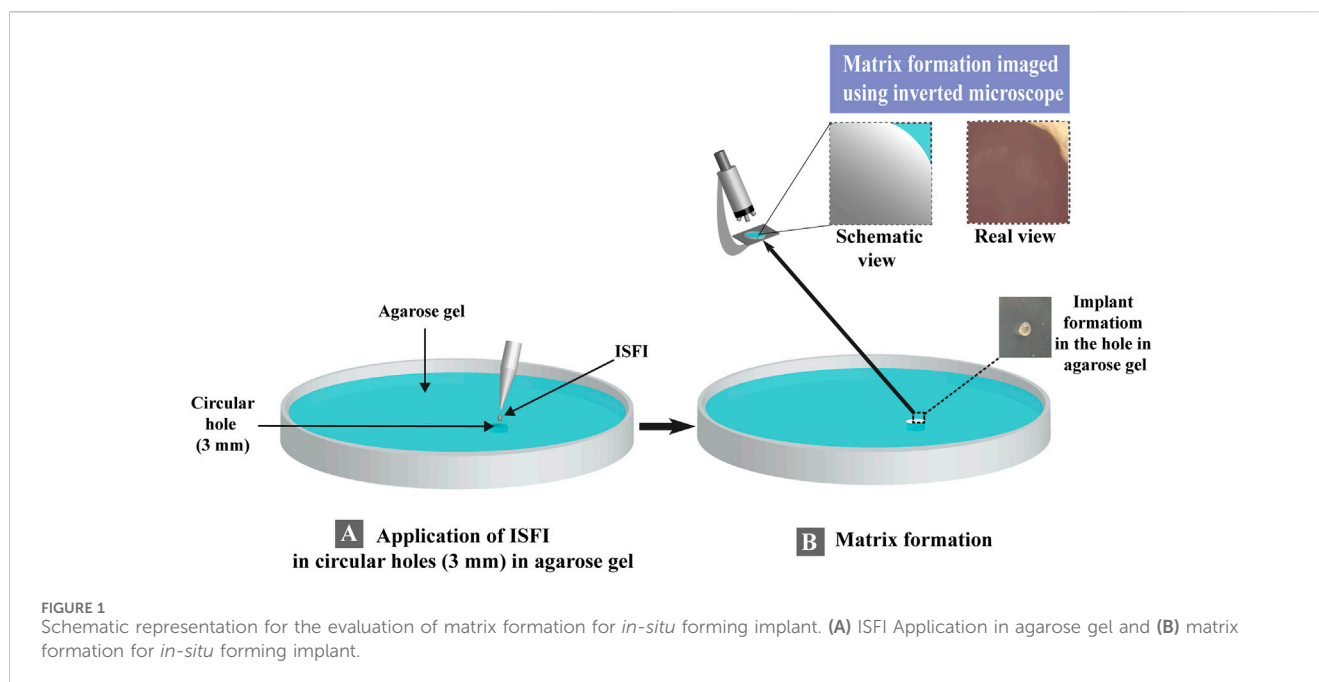 Matrix formation imaged
using inverted microscope
Schematic
view
Real view
Agarose gel
ISFI
Circular
hole
(3 mm)
Implant
formatiom
in the hole in
agarose gel
A Application of ISFI
in circular holes (3 mm) in agarose gel
B Matrix formation
FIGURE 1
Schematic representation for the evaluation of matrix formation for in-situ forming implant. (A) ISFI Application in agarose gel and (B) matrix
formation for in-situ forming implant.